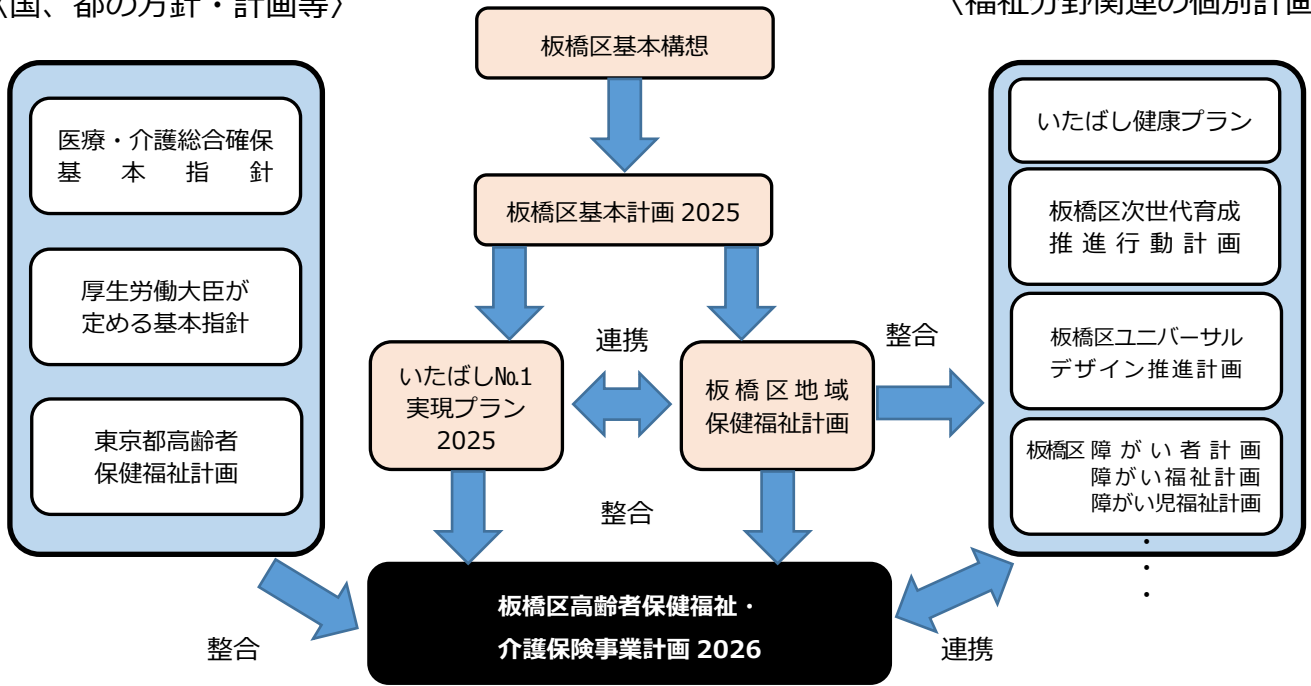 〈国、都の方針・計画等〉
〈福祉分野関連の個別計画
板橋区基本構想
医療・介護総合確保
基本指針
厚生労働大臣が
定める基本指針
東京都高齢者
保健福祉計画
板橋区基本計画 2025
いたばし№1
実現プラン
2025
連携
板橋区地域
保健福祉計画
整合
いたばし健康プラン
板橋区次世代育成
推進行動計画
板橋区ユニバーサル
デザイン推進計画
板橋区障がい者計画
障がい福祉計画
障がい児福祉計画
・
・
・
整合
整合
板橋区高齢者保健福祉・
介護保険事業計画 2026
連携